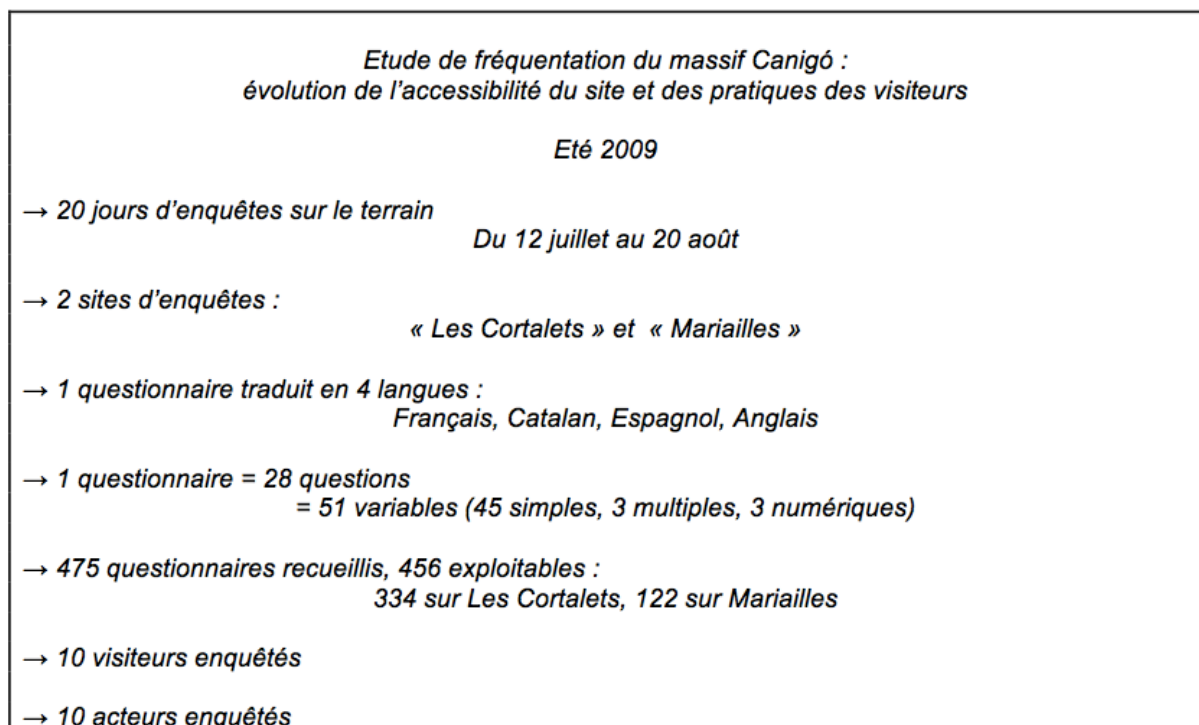 Etude de fréquentation du massif Canigó :
évolution de l'accessibilité du site et des pratiques des visiteurs
Eté 2009
→ 20 jours d'enquêtes sur le terrain
Du 12 juillet au 20 août
→ 2 sites d'enquêtes :
« Les Cortalets » et « Mariailles »
→ 1 questionnaire traduit en 4 langues :
Français, Catalan, Espagnol, Anglais
→ 1 questionnaire = 28 questions
= 51 variables (45 simples, 3 multiples, 3 numériques)
→ 475 questionnaires recueillis, 456 exploitables :
334 sur Les Cortalets, 122 sur Mariailles
→ 10 visiteurs enquêtés
→ 10 acteurs enquêtés